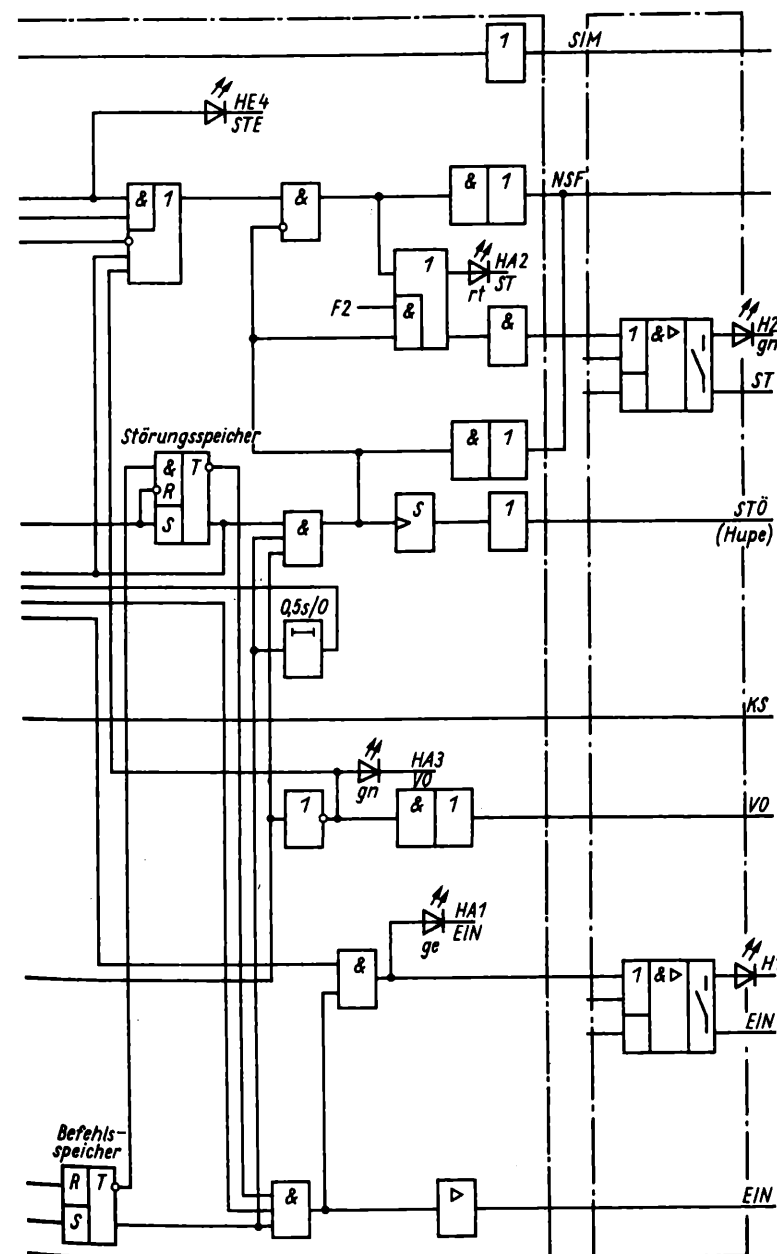 1
SIM
HE4
STE
& 1
&
& 1
NSF
1
HA2
ST
rt
F2
&
&
1 & ▷
H2
gn
ST
Störungsspeicher
& T
R
S
&
& 1
S
1
STÖ
(Hupe)
0,5s/0
KS
HA3
VO
gn
1
& 1
VO
HA1
EIN
ge
&
1 & ▷
H1
EIN
Befehls-
speicher
R T
S
&
▷
EIN